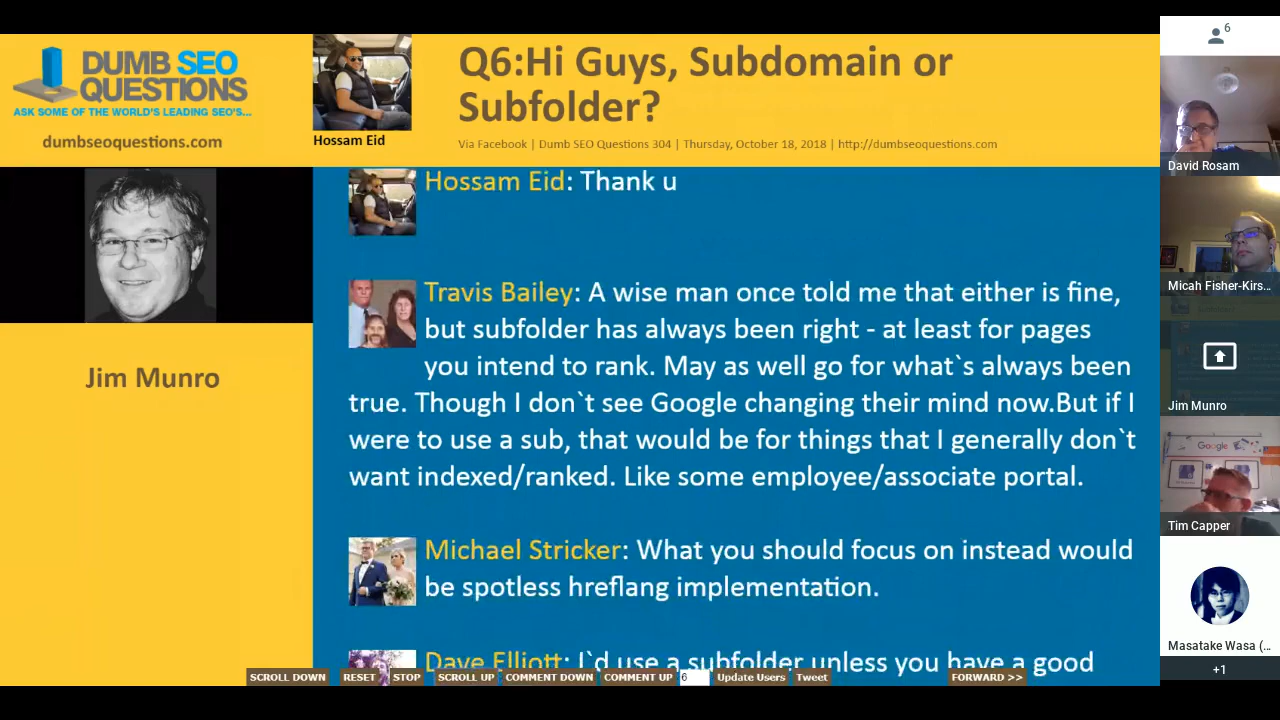 DUMB SEO
QUESTIONS
ASK SOME OF THE WORLD'S LEADING SEO'S...
dumbseoquestions.com
Hossam Eid
Q6:Hi Guys, Subdomain or
Subfolder?
Via Facebook | Dumb SEO Questions 304 | Thursday, October 18, 2018 | http://dumbseoquestions.com
Jim Munro
Hossam Eid: Thank u
Travis Bailey: A wise man once told me that either is fine,
but subfolder has always been right - at least for pages
you intend to rank. May as well go for what`s always been
true. Though I don`t see Google changing their mind now.But if I
were to use a sub, that would be for things that I generally don`t
want indexed/ranked. Like some employee/associate portal.
Michael Stricker: What you should focus on instead would
be spotless hreflang implementation.
Dave Elliott: I`d use a subfolder unless you have a good
SCROLL DOWN RESET STOP SCROLL UP COMMENT DOWN COMMENT UP 6 Update Users Tweet FORWARD >>
6
David Rosam
Micah Fisher-Kirs...
Jim Munro
Google
Tim Capper
Masatake Wasa (...
+1